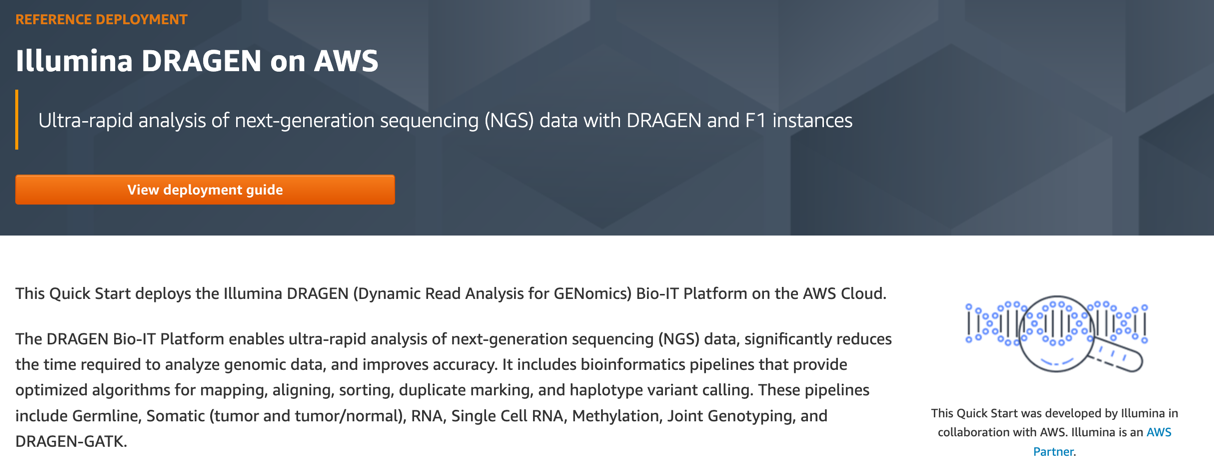 REFERENCE DEPLOYMENT
Illumina DRAGEN on AWS
Ultra-rapid analysis of next-generation sequencing (NGS) data with DRAGEN and F1 instances
View deployment guide
This Quick Start deploys the Illumina DRAGEN (Dynamic Read Analysis for GENomics) Bio-IT Platform on the AWS Cloud.
The DRAGEN Bio-IT Platform enables ultra-rapid analysis of next-generation sequencing (NGS) data, significantly reduces
the time required to analyze genomic data, and improves accuracy. It includes bioinformatics pipelines that provide
optimized algorithms for mapping, aligning, sorting, duplicate marking, and haplotype variant calling. These pipelines
include Germline, Somatic (tumor and tumor/normal), RNA, Single Cell RNA, Methylation, Joint Genotyping, and
DRAGEN-GATK.
This Quick Start was developed by Illumina in
collaboration with AWS. Illumina is an AWS
Partner.